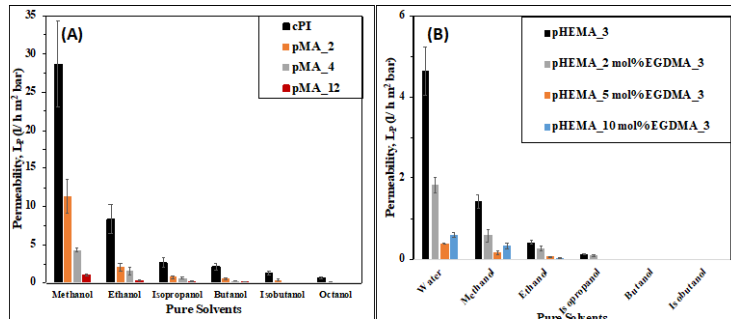 (A)
cPI
pMA_2
pMA_4
pMA_12
35
30
25
20
15
10
5
0
Permeability, Lp (l/ h m² bar)
Methanol Ethanol Isopropanol Butanol Isobutanol Octanol
Pure Solvents
(B)
pHEMA_3
pHEMA_2 mol%EGDMA_3
pHEMA_5 mol%EGDMA_3
pHEMA_10 mol%EGDMA_3
6
4
2
0
Permeability, Lp (l/ h m² bar)
Water Methanol Ethanol Isopropanol Butanol Isobutanol
Pure Solvents